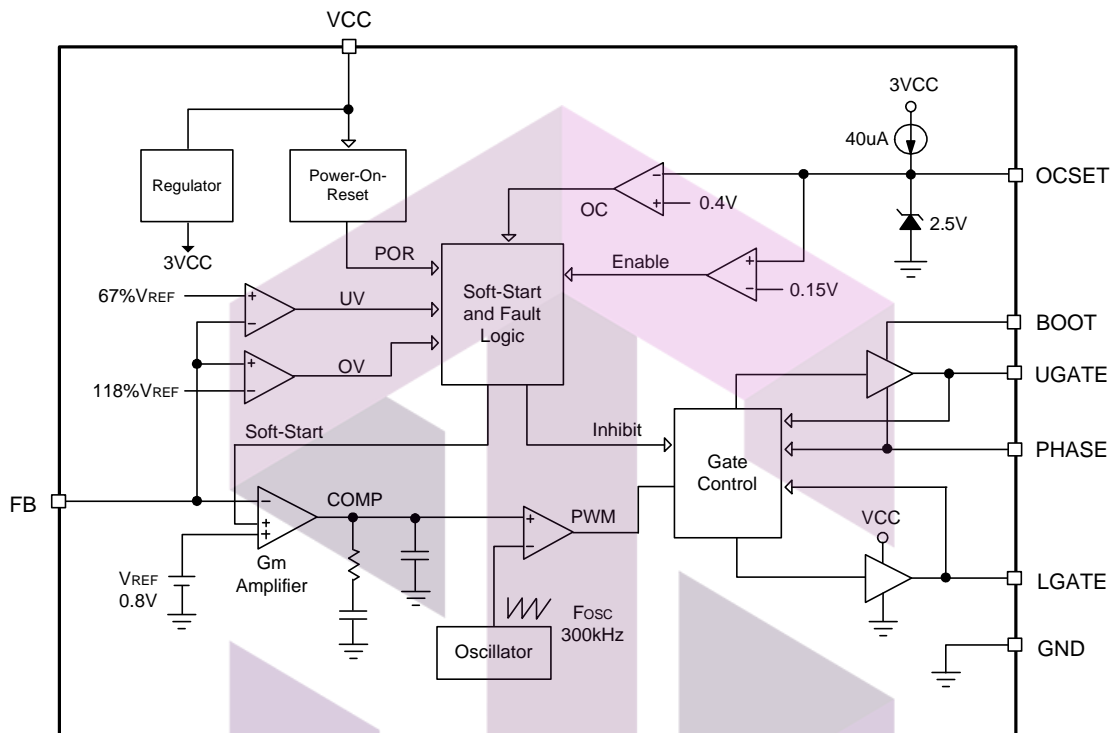 VCC
3VCC
40uA
Regulator
Power-On-
Reset
OCSET
OC
0.4V
2.5V
3VCC
POR
Enable
Soft-Start
and Fault
Logic
67%VREF
UV
0.15V
BOOT
OV
UGATE
118%VREF
Soft-Start
Inhibit
PHASE
Gate
Control
FB
COMP
PWM
VCC
Gm
Amplifier
VREF
0.8V
LGATE
FOSC
300kHz
Oscillator
GND